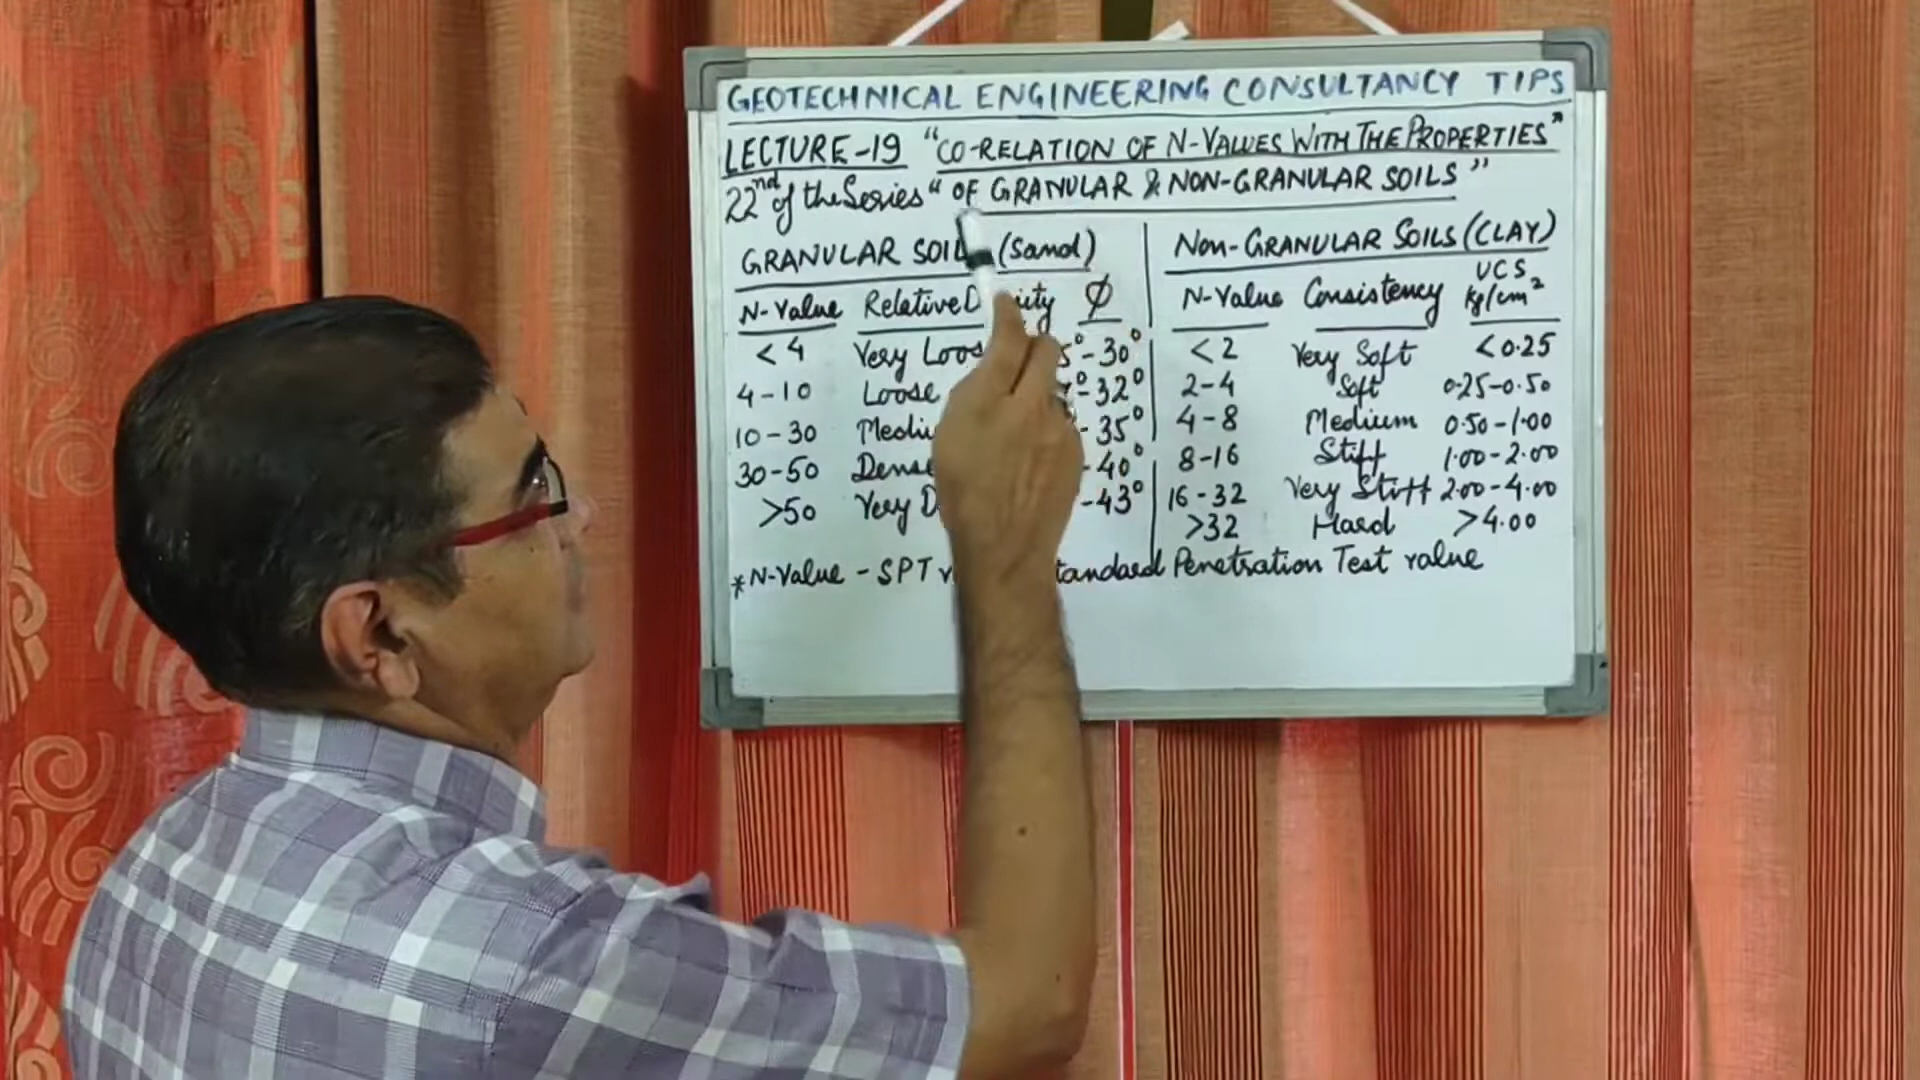 GEOTECHNICAL ENGINEERING CONSULTANCY TIPS
LECTURE-19 "CO-RELATION OF N-VALUES WITH THE PROPERTIES"
22nd of the Series "OF GRANULAR & NON-GRANULAR SOILS"
GRANULAR SOIL (Sand)
N-Value Relative Ø
<4 Very -30°
4-10 Loose -32°
10-30 -35°
30-50 Dense -40°
>50 Very -43°
Non-GRANULAR SOILS (CLAY)
N-Value Consistency UCS kg/cm²
<2 Very Soft <0.25
2-4 Soft 0.25-0.50
4-8 Medium 0.50-1.00
8-16 Stiff 1.00-2.00
16-32 Very Stiff 2.00-4.00
>32 Hard >4.00
*N-Value - SPT Penetration Test value